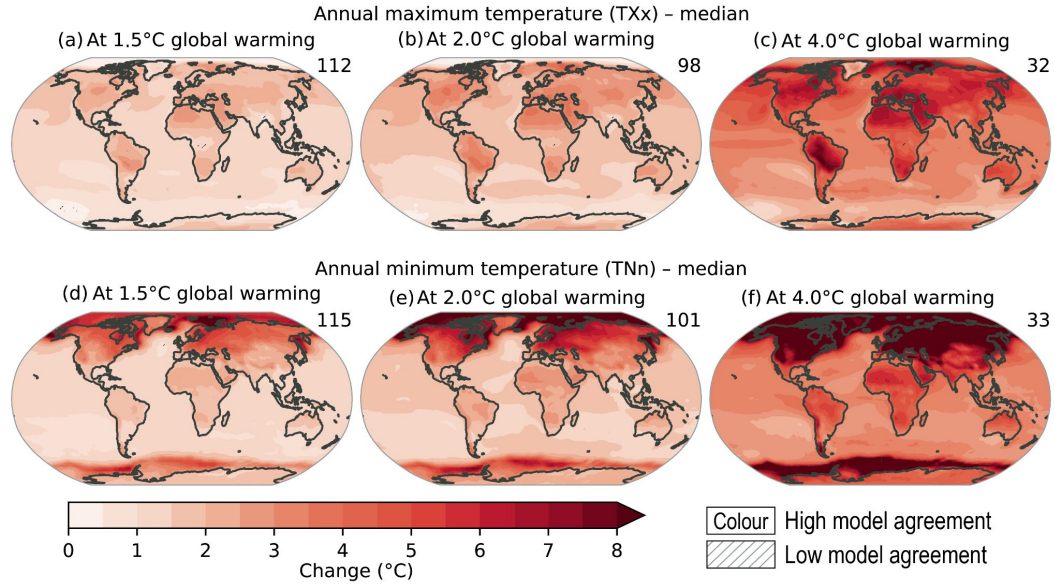 Annual maximum temperature (TXx) – median
(a) At 1.5°C global warming
(b) At 2.0°C global warming
(c) At 4.0°C global warming
112
98
32
Annual minimum temperature (TNn) – median
(d) At 1.5°C global warming
(e) At 2.0°C global warming
(f) At 4.0°C global warming
115
101
33
0 1 2 3 4 5 6 7 8
Change (°C)
Colour High model agreement
Low model agreement